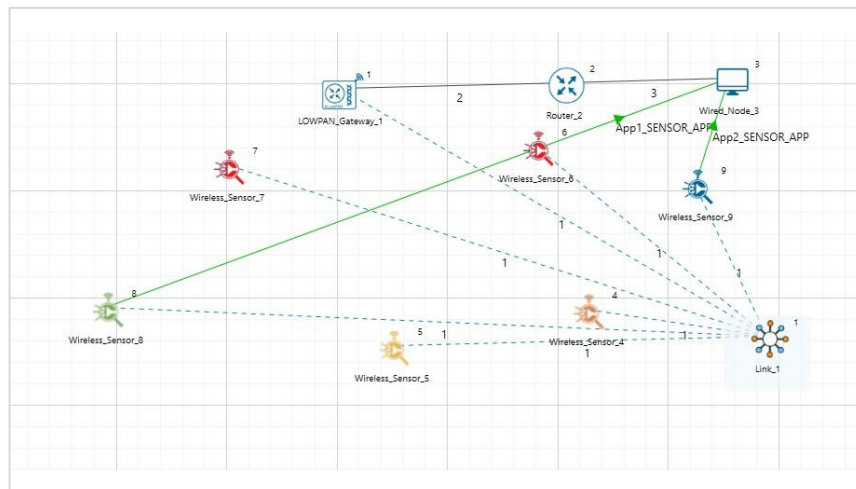 3
1
2
2
3
LOWPAN_Gateway_1
Router_2
Wired_Node_3
6
App1_SENSOR_APP
App2_SENSOR_APP
7
9
Wireless_Sensor_6
Wireless_Sensor_7
Wireless_Sensor_9
1
1
1
1
8
4
1
5
1
1
1
Wireless_Sensor_8
Wireless_Sensor_4
Wireless_Sensor_5
Link_1